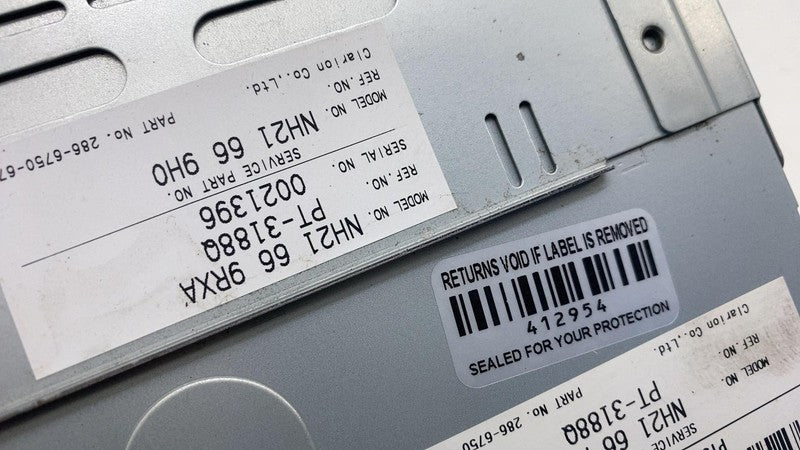 MODEL NO. NH21 66 9RXA
REF.NO. PT-3188Q
SERIAL NO. 0021396
SERVICE PART NO.
MODEL NO. NH21 66 9H0
REF.NO.
Clarion Co.,Ltd. PART No. 286-6750-67
RETURNS VOID IF LABEL IS REMOVED
412954
SEALED FOR YOUR PROTECTION
SERVICE
MODEL NO. NH21 66
REF.NO. PT-3188Q
Clarion Co.,Ltd. PART No. 286-6750